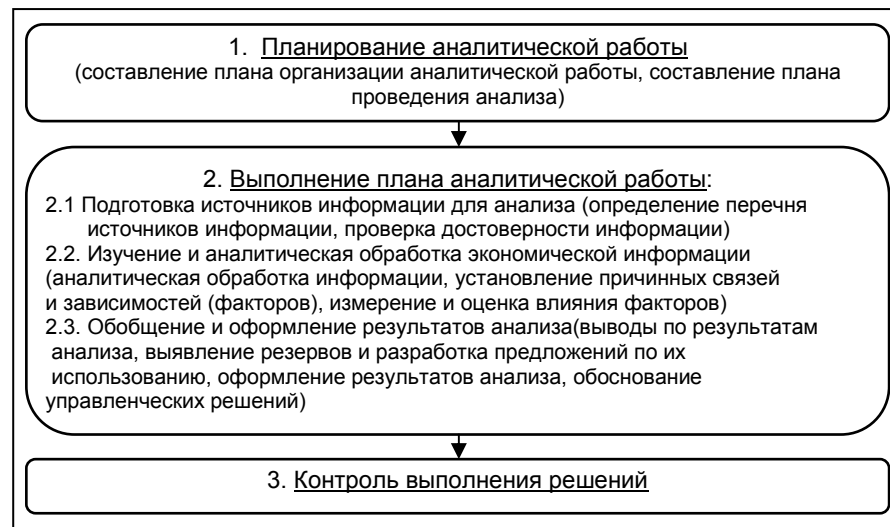 1. Планирование аналитической работы
(составление плана организации аналитической работы, составление плана
проведения анализа)
2. Выполнение плана аналитической работы:
2.1 Подготовка источников информации для анализа (определение перечня
источников информации, проверка достоверности информации)
2.2. Изучение и аналитическая обработка экономической информации
(аналитическая обработка информации, установление причинных связей
и зависимостей (факторов), измерение и оценка влияния факторов)
2.3. Обобщение и оформление результатов анализа(выводы по результатам
анализа, выявление резервов и разработка предложений по их
использованию, оформление результатов анализа, обоснование
управленческих решений)
3. Контроль выполнения решений